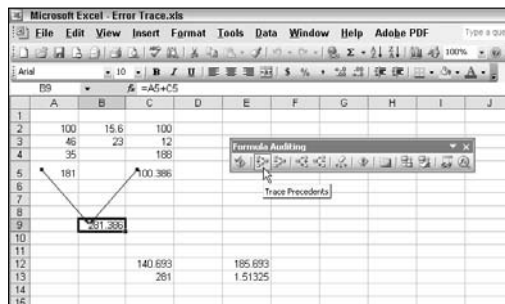 Microsoft Excel - Error Trace.xls
File Edit View Insert Format Tools Data Window Help Adobe PDF Type a que
100%
Arial 10 B I U $ % ,
B9 fx =A5+C5
A B C D E F G H I J
1
2 100 15.6 100
3 46 23 12
4 35 188
Formula Auditing
5 181 100.386
6
Trace Precedents
7
8
9 281.386
10
11
12 140.693 185.693
13 281 1.51325
14
15